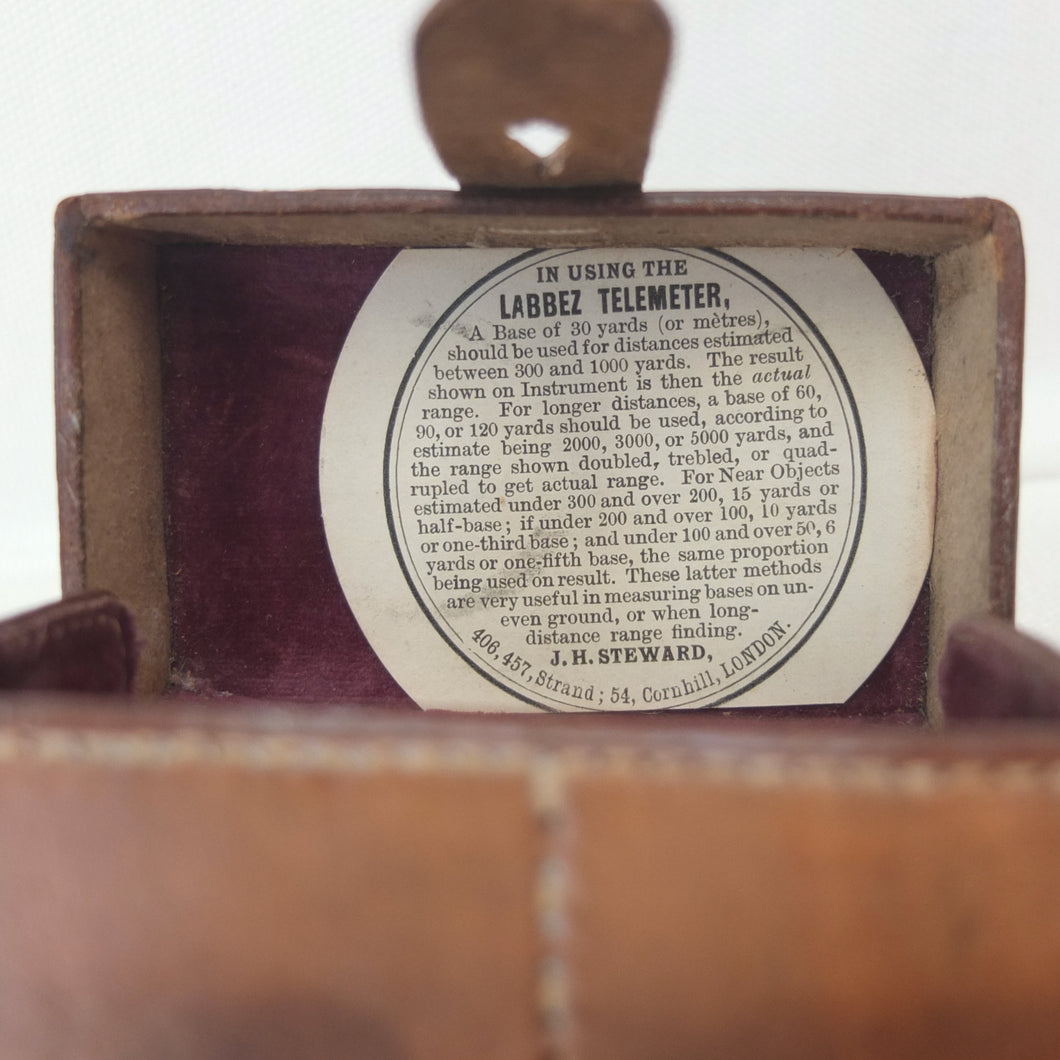 IN USING THE
LABBEZ TELEMETER,
A Base of 30 yards (or mètres),
should be used for distances estimated
between 300 and 1000 yards. The result
shown on Instrument is then the actual
range. For longer distances, a base of 60,
90, or 120 yards should be used, according to
estimate being 2000, 3000, or 5000 yards, and
the range shown doubled, trebled, or quad-
rupled to get actual range. For Near Objects
estimated under 300 and over 200, 15 yards or
half-base; if under 200 and over 100, 10 yards
or one-third base; and under 100 and over 50, 6
yards or one-fifth base, the same proportion
being used on result. These latter methods
are very useful in measuring bases on un-
even ground, or when long-
distance range finding.
J. H. STEWARD,
406, 457, Strand; 54, Cornhill, LONDON.